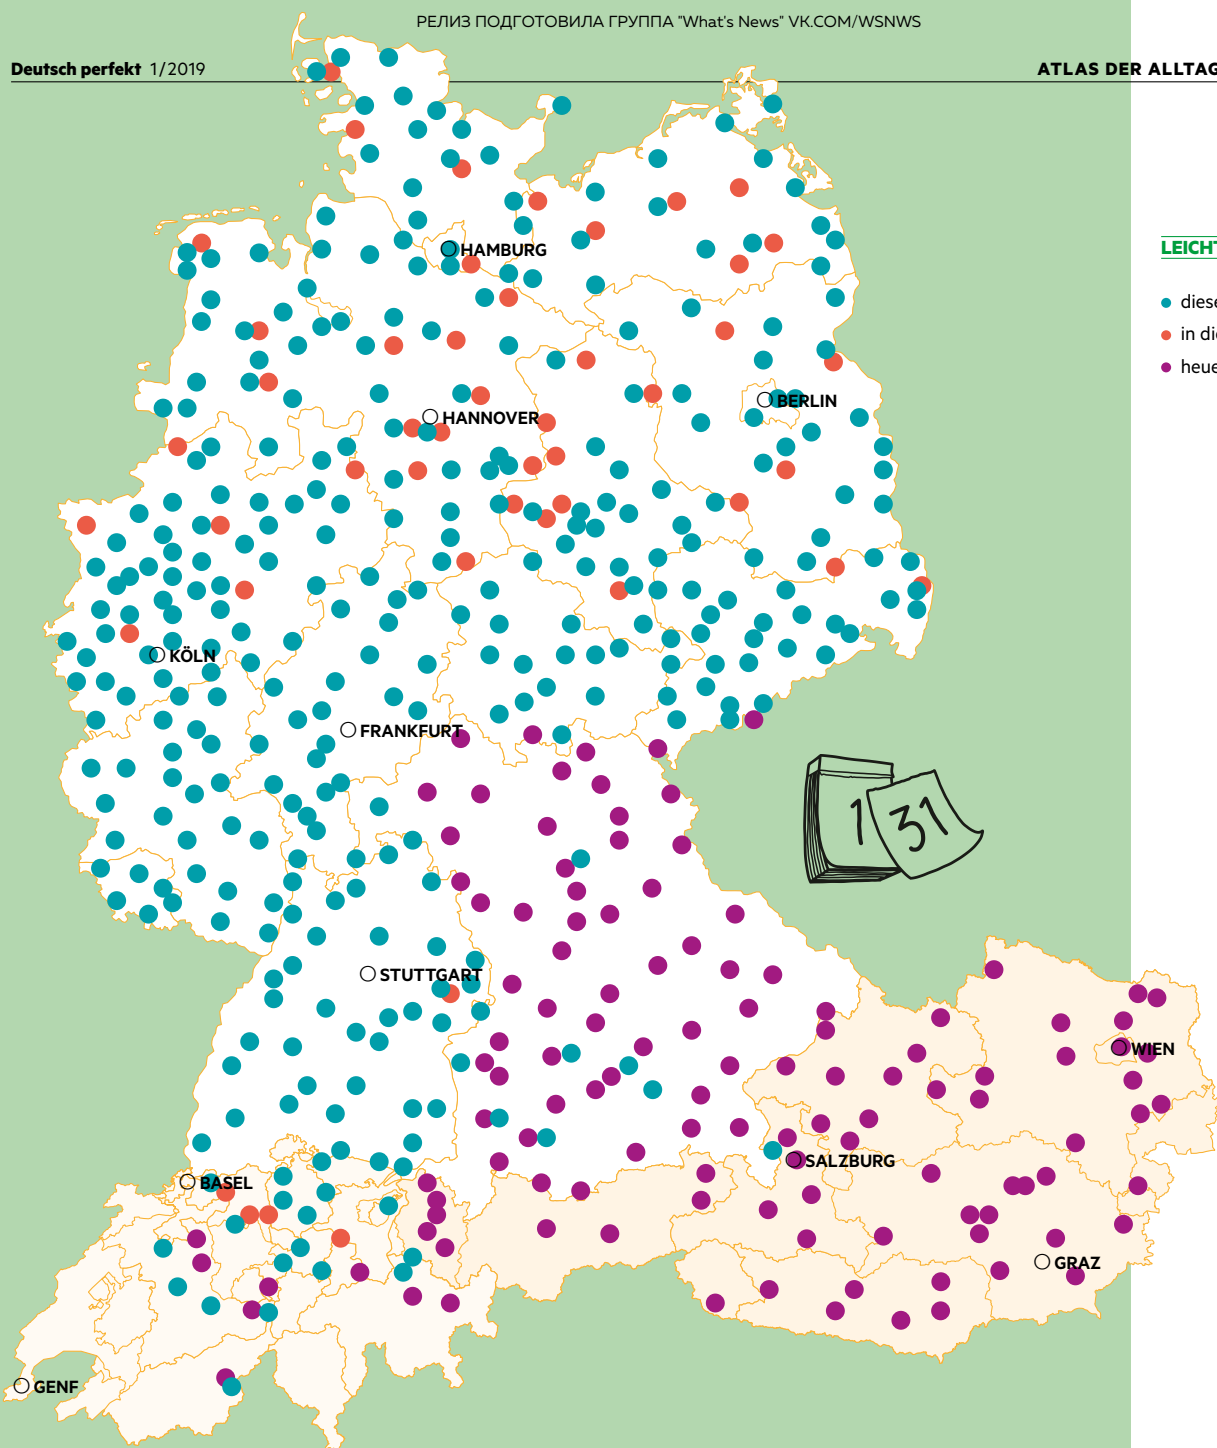 РЕЛИЗ ПОДГОТОВИЛА ГРУППА "What's News" VK.COM/WSNWS
Deutsch perfekt 1/2019
ATLAS DER ALLTAG
LEICHT
diese
in die
heue
HAMBURG
BERLIN
HANNOVER
KÖLN
FRANKFURT
1 31
STUTTGART
WIEN
SALZBURG
BASEL
GRAZ
GENF